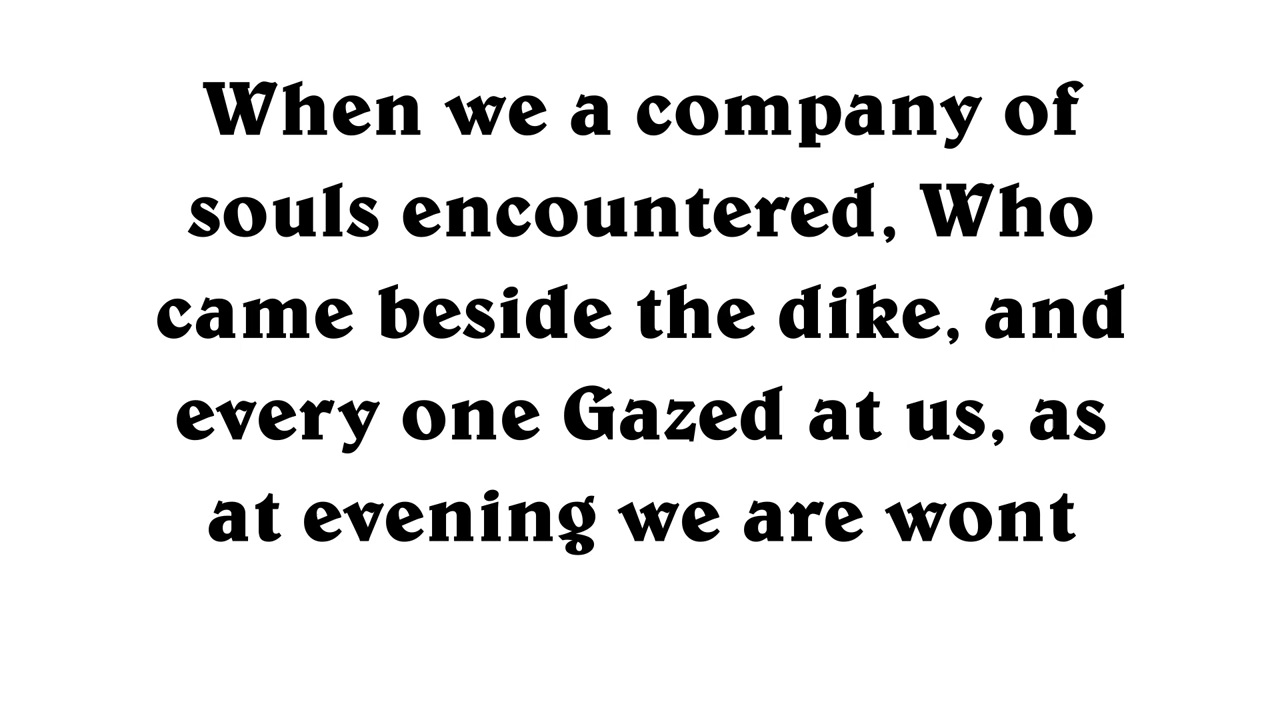 When we a company of
souls encountered, Who
came beside the dike, and
every one Gazed at us, as
at evening we are wont